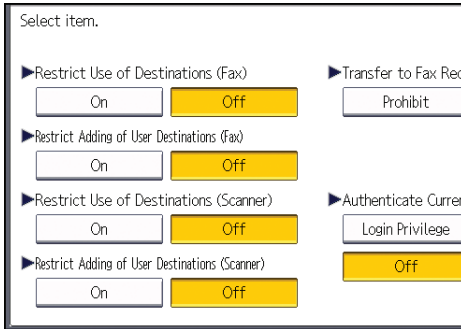 Select item.
►Restrict Use of Destinations (Fax)
On Off
►Restrict Adding of User Destinations (Fax)
On Off
►Restrict Use of Destinations (Scanner)
On Off
►Restrict Adding of User Destinations (Scanner)
On Off
►Transfer to Fax Rec
Prohibit
►Authenticate Curren
Login Privilege
Off